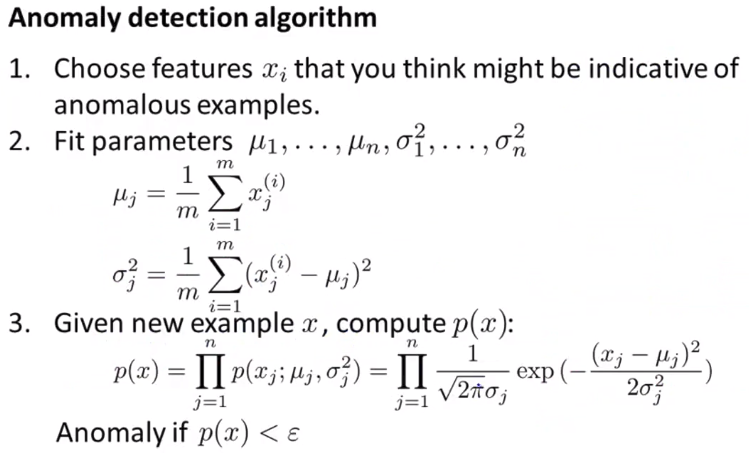 Anomaly detection algorithm
1. Choose features $x_i$ that you think might be indicative of
anomalous examples.
2. Fit parameters $\mu_1, \ldots, \mu_n, \sigma_1^2, \ldots, \sigma_n^2$
$\mu_j = \frac{1}{m} \sum_{i=1}^{m} x_j^{(i)}$
$\sigma_j^2 = \frac{1}{m} \sum_{i=1}^{m} (x_j^{(i)} - \mu_j)^2$
3. Given new example $x$, compute $p(x)$:
$p(x) = \prod_{j=1}^{n} p(x_j; \mu_j, \sigma_j^2) = \prod_{j=1}^{n} \frac{1}{\sqrt{2\pi}\sigma_j} \exp(-\frac{(x_j - \mu_j)^2}{2\sigma_j^2})$
Anomaly if $p(x) < \varepsilon$